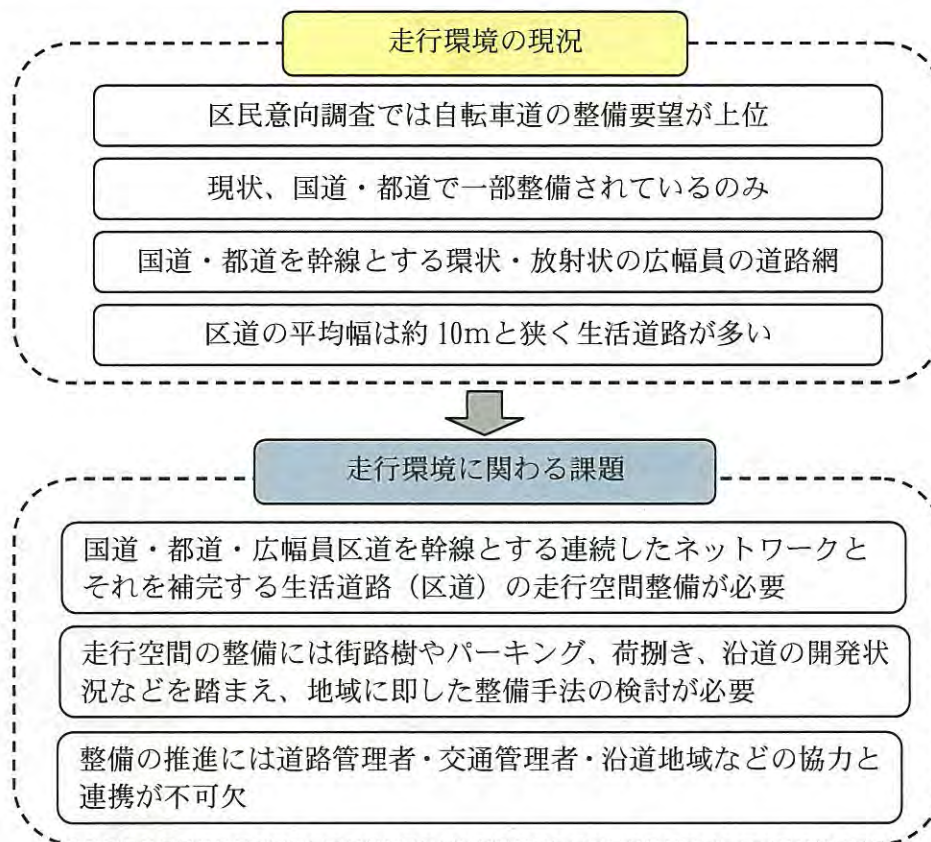 走行環境の現況
区民意向調査では自転車道の整備要望が上位
現状、国道・都道で一部整備されているのみ
国道・都道を幹線とする環状・放射状の広幅員の道路網
区道の平均幅は約 10mと狭く生活道路が多い
走行環境に関わる課題
国道・都道・広幅員区道を幹線とする連続したネットワークと
それを補完する生活道路（区道）の走行空間整備が必要
走行空間の整備には街路樹やパーキング、荷捌き、沿道の開発状
況などを踏まえ、地域に即した整備手法の検討が必要
整備の推進には道路管理者・交通管理者・沿道地域などの協力と
連携が不可欠